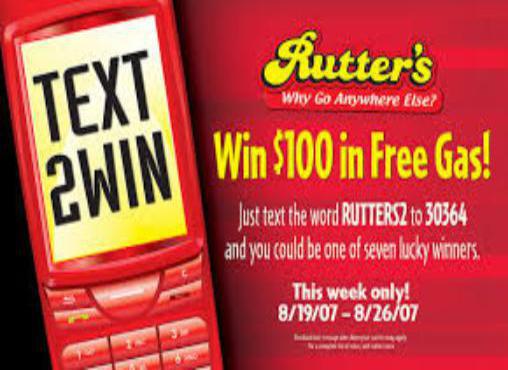 TEXT
2WIN
Rutter's
Why Go Anywhere Else?
Win $100 in Free Gas!
Just text the word RUTTERS2 to 30364
and you could be one of seven lucky winners.
This week only!
8/19/07 – 8/26/07